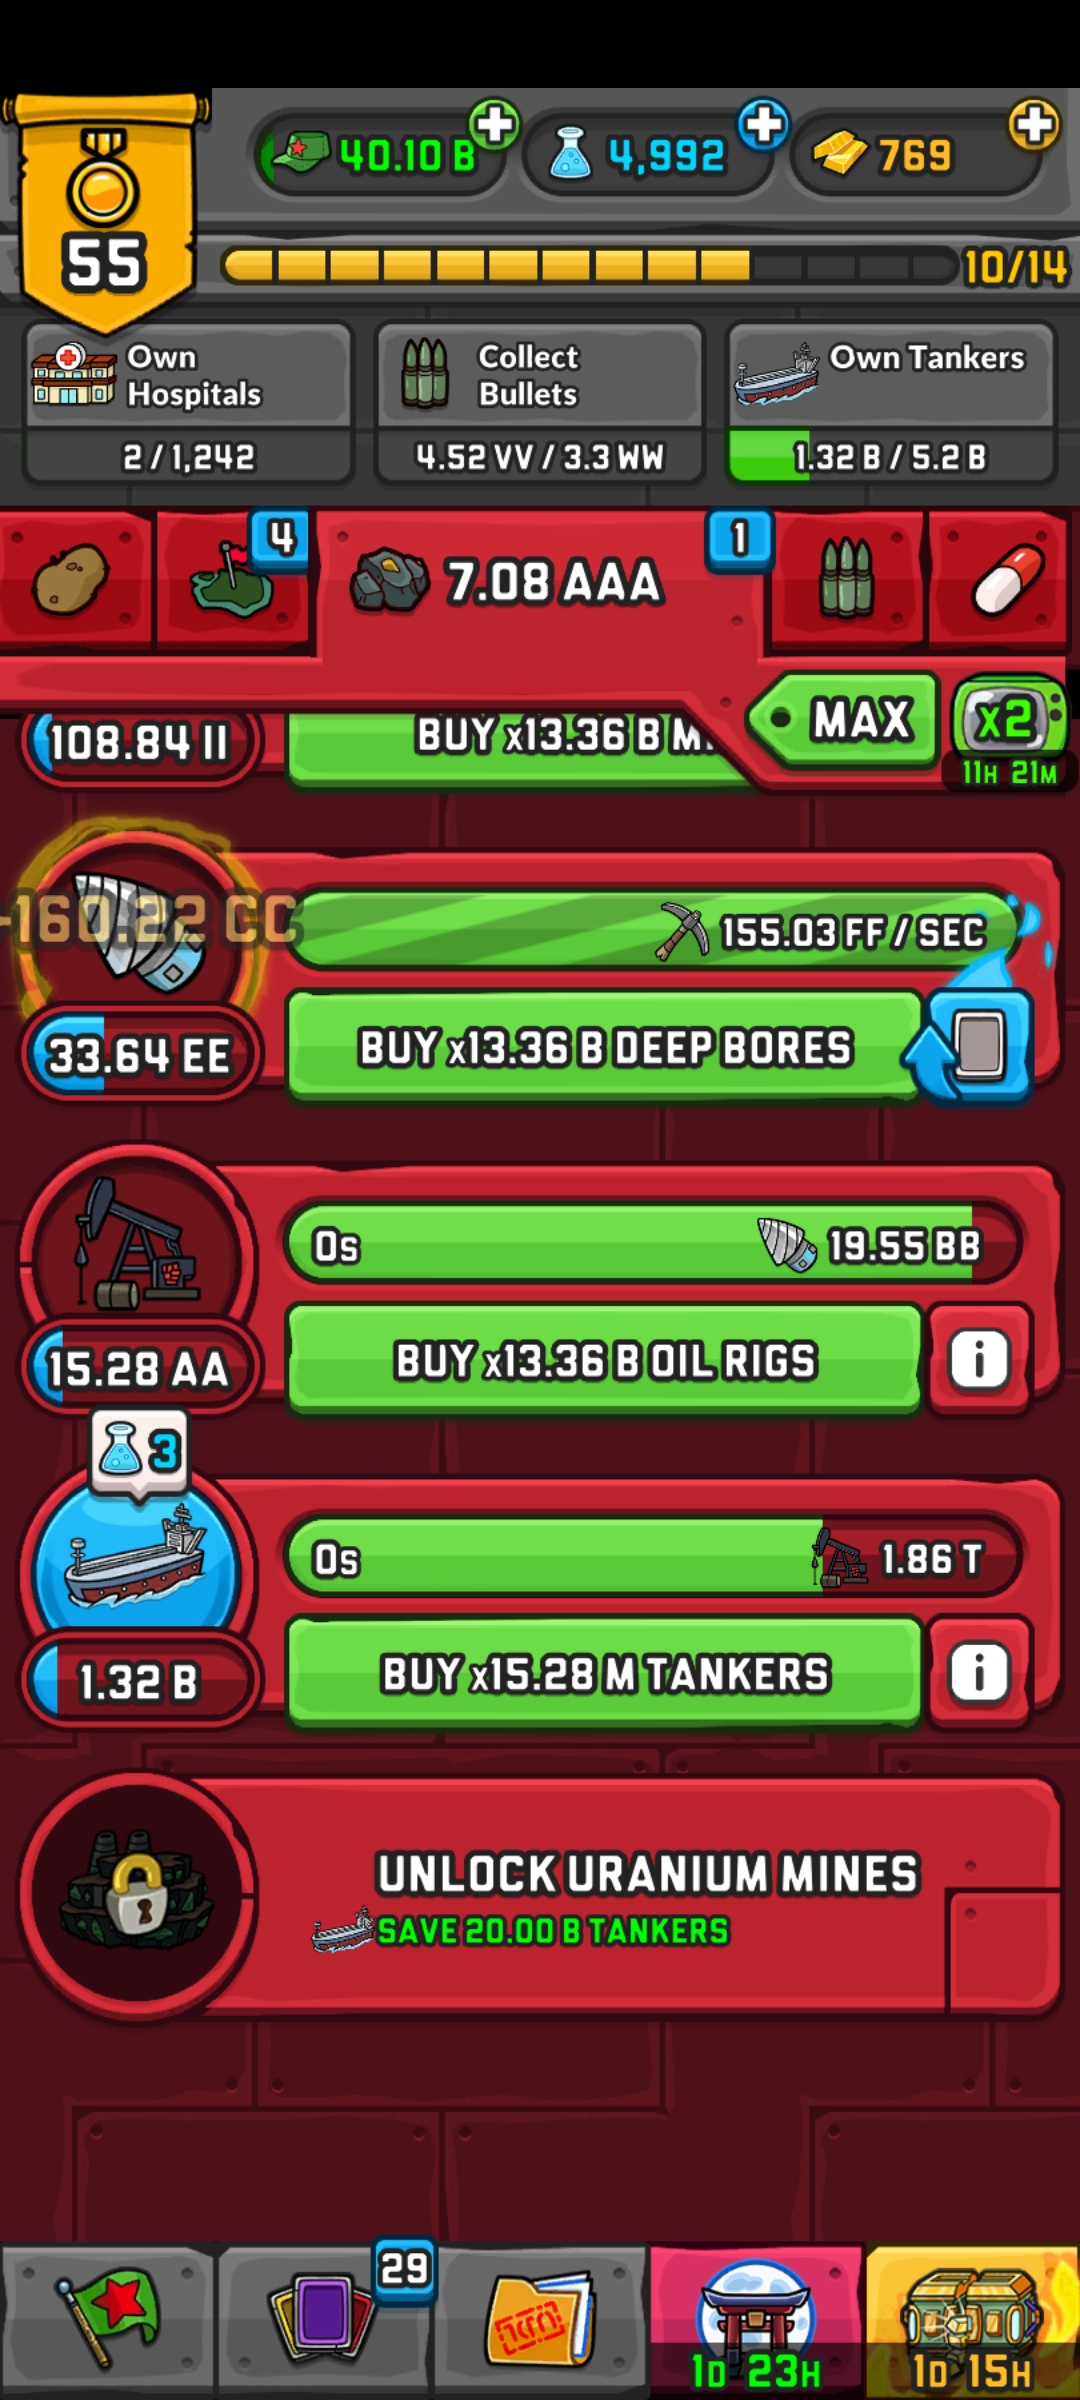 40.10 B
4,992
769
55
10/14
Own Hospitals
2 / 1,242
Collect Bullets
4.52 VV / 3.3 WW
Own Tankers
1.32 B / 5.2 B
4
7.08 AAA
1
MAX
x2
11H 21M
108.84 II
BUY x13.36 B M
-160.22 CC
155.03 FF / SEC
33.64 EE
BUY x13.36 B DEEP BORES
0s
19.55 BB
15.28 AA
BUY x13.36 B OIL RIGS
i
3
0s
1.86 T
1.32 B
BUY x15.28 M TANKERS
i
UNLOCK URANIUM MINES
SAVE 20.00 B TANKERS
29
1D 23H
1D 15H